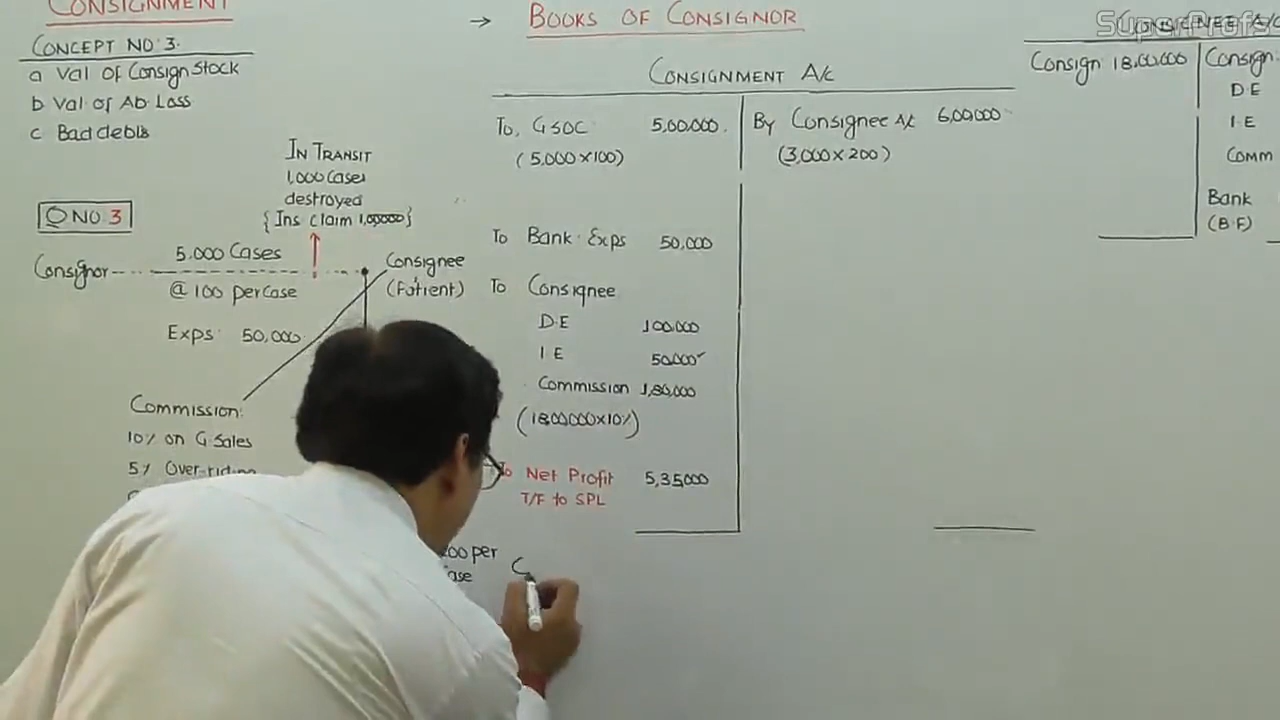 CONSIGNMENT
CONCEPT NO: 3.
a Val of Consign Stock
b Val of Ab Loss
c Bad debts
Q NO 3
IN TRANSIT
1,000 Cases
destroyed
{ Ins claim 1,00,000 }
Consignor
5,000 Cases
@ 100 per Case
Exps: 50,000
Consignee
(Patient)
Commission:
10% on G. Sales
5% Over-riding
200 per
Case
→ BOOKS OF CONSIGNOR
CONSIGNMENT A/c
To, GSOC 5,00,000.
(5,000 × 100)
To Bank Exps 50,000
To Consignee
D.E 1,00,000
I E 50,000
Commission 1,80,000
(18,00,000 × 10%)
To Net Profit 5,35,000
T/F to SPL
By Consignee A/c 6,00,000
(3,000 × 200)
SuperProfs
CONSIGNEE A/c
Consign 18,00,000
Consign:
D.E
I.E
Comm
Bank
(B.F)